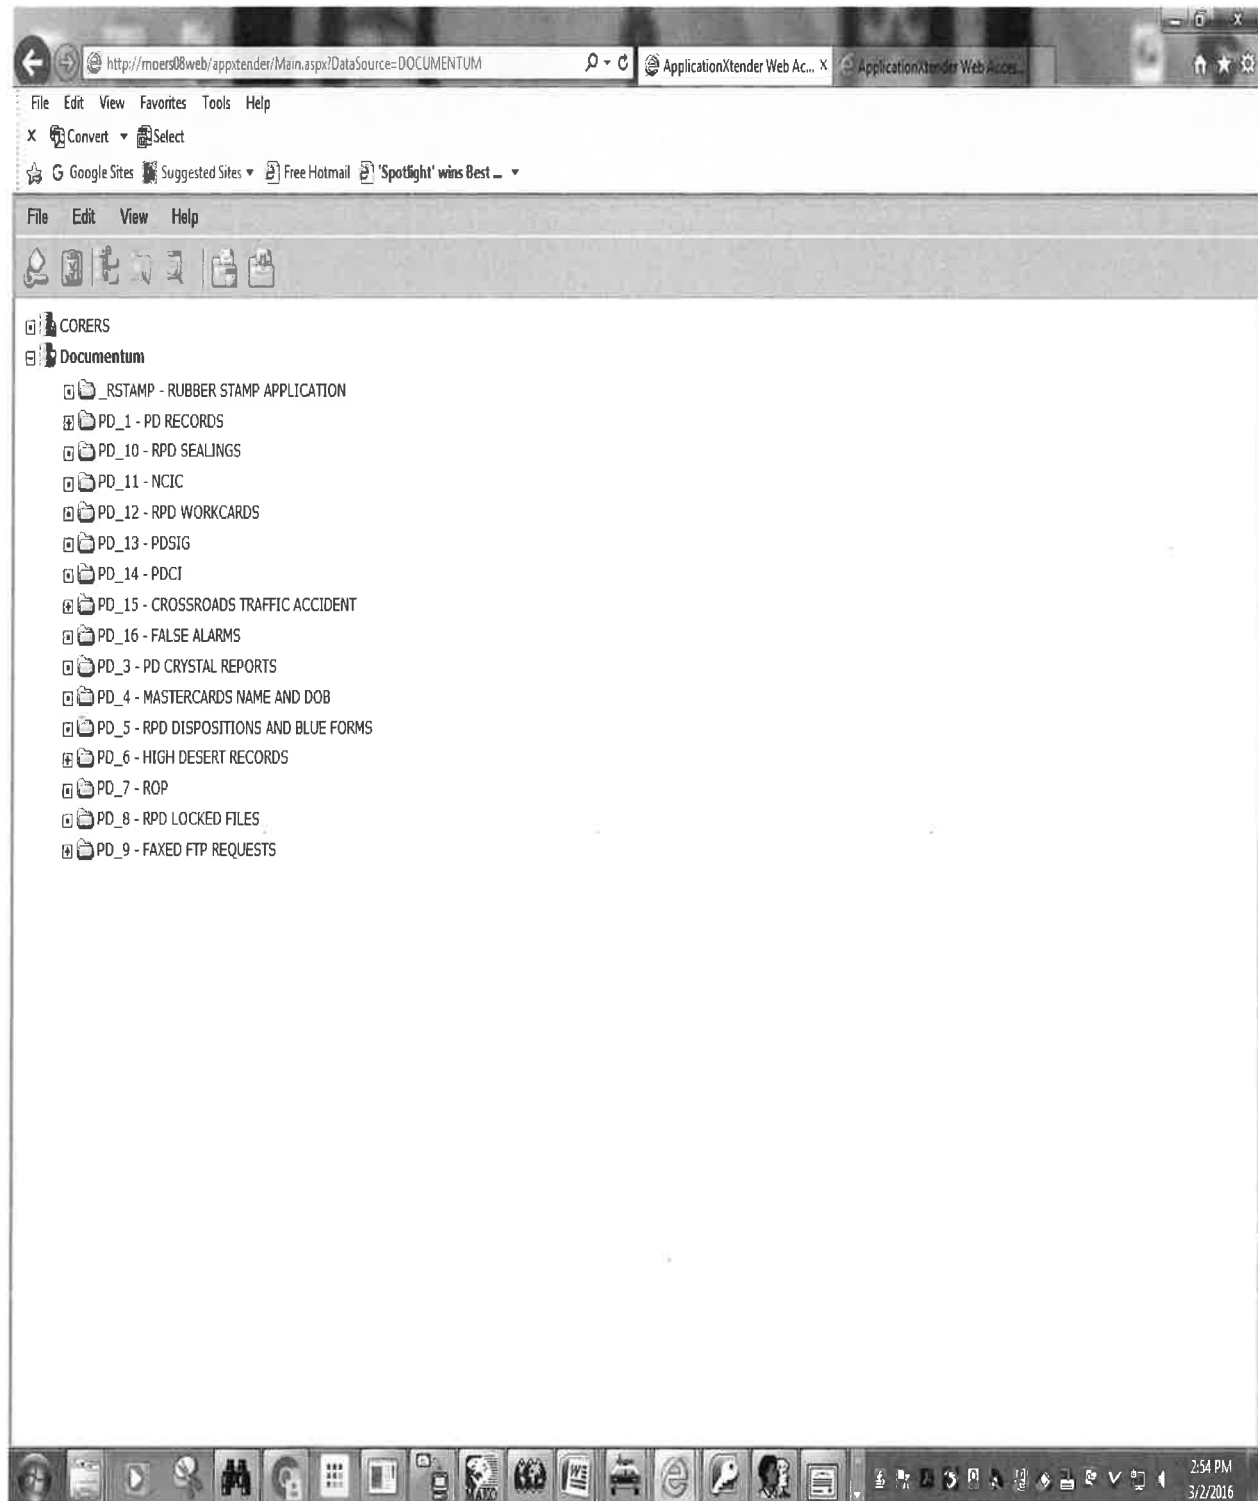 http://moers08web/appxtender/Main.aspx?DataSource=DOCUMENTUM ApplicationXtender Web Ac... X ApplicationXtender Web Acces...
File Edit View Favorites Tools Help
X Convert Select
G Google Sites Suggested Sites Free Hotmail 'Spotlight' wins Best ...
File Edit View Help
CORERS
Documentum
_RSTAMP - RUBBER STAMP APPLICATION
PD_1 - PD RECORDS
PD_10 - RPD SEALINGS
PD_11 - NCIC
PD_12 - RPD WORKCARDS
PD_13 - PDSIG
PD_14 - PDCI
PD_15 - CROSSROADS TRAFFIC ACCIDENT
PD_16 - FALSE ALARMS
PD_3 - PD CRYSTAL REPORTS
PD_4 - MASTERCARDS NAME AND DOB
PD_5 - RPD DISPOSITIONS AND BLUE FORMS
PD_6 - HIGH DESERT RECORDS
PD_7 - ROP
PD_8 - RPD LOCKED FILES
PD_9 - FAXED FTP REQUESTS
2:54 PM
3/2/2016